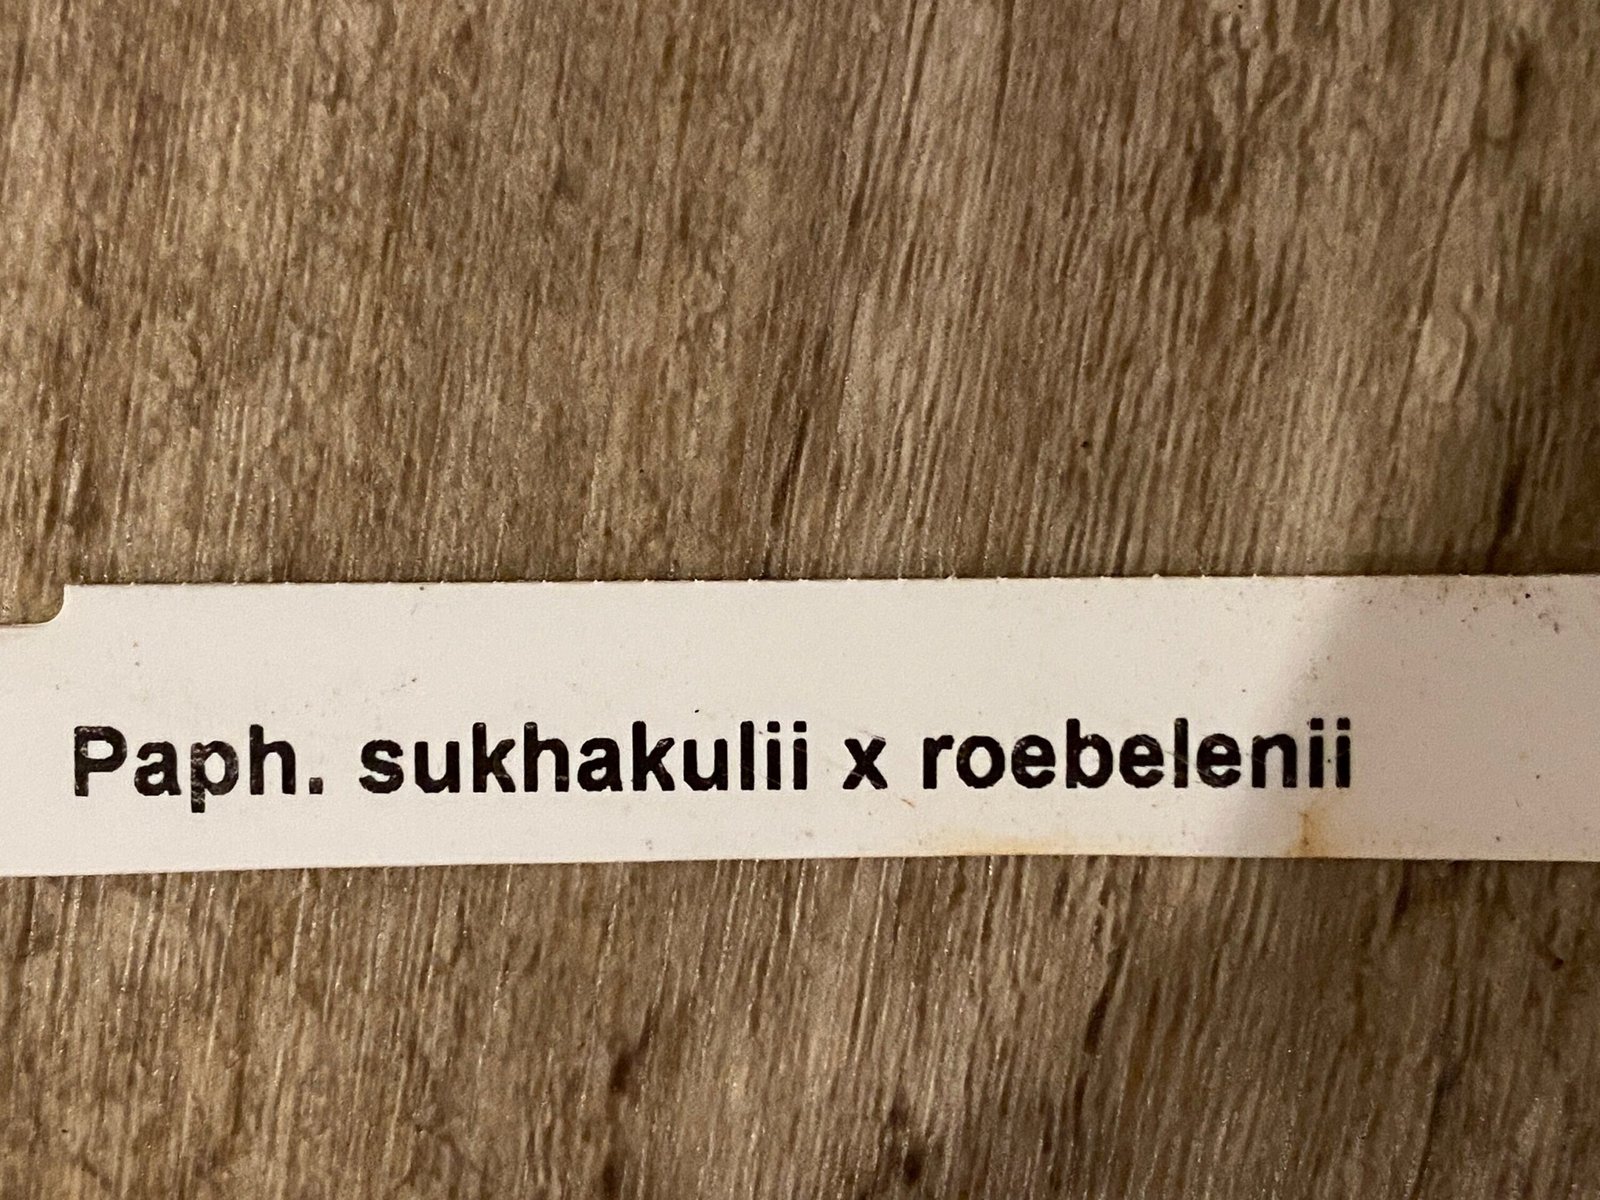 Paph. sukhakulii x roebelenii